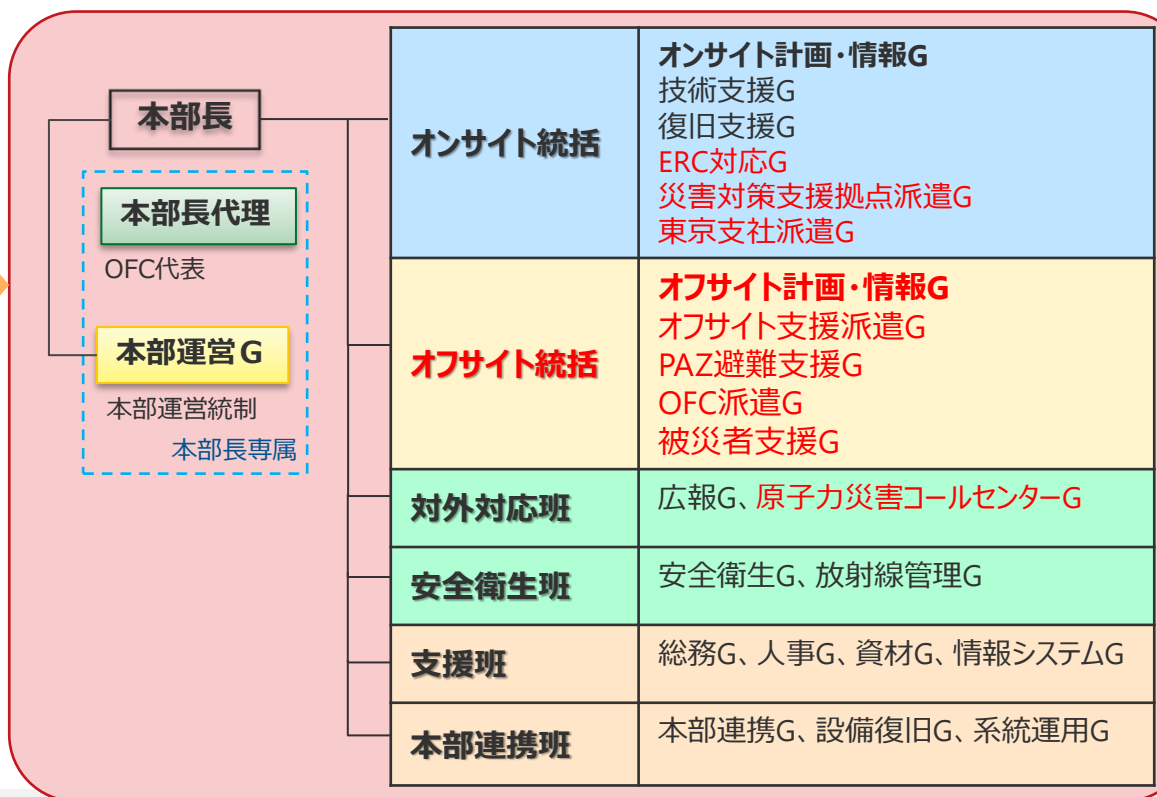 本部長
本部長代理
OFC代表
本部運営G
本部運営統制
本部長専属
オンサイト統括
オンサイト計画・情報G
技術支援G
復旧支援G
ERC対応G
災害対策支援拠点派遣G
東京支社派遣G
オフサイト統括
オフサイト計画・情報G
オフサイト支援派遣G
PAZ避難支援G
OFC派遣G
被災者支援G
対外対応班
広報G、原子力災害コールセンターG
安全衛生班
安全衛生G、放射線管理G
支援班
総務G、人事G、資材G、情報システムG
本部連携班
本部連携G、設備復旧G、系統運用G